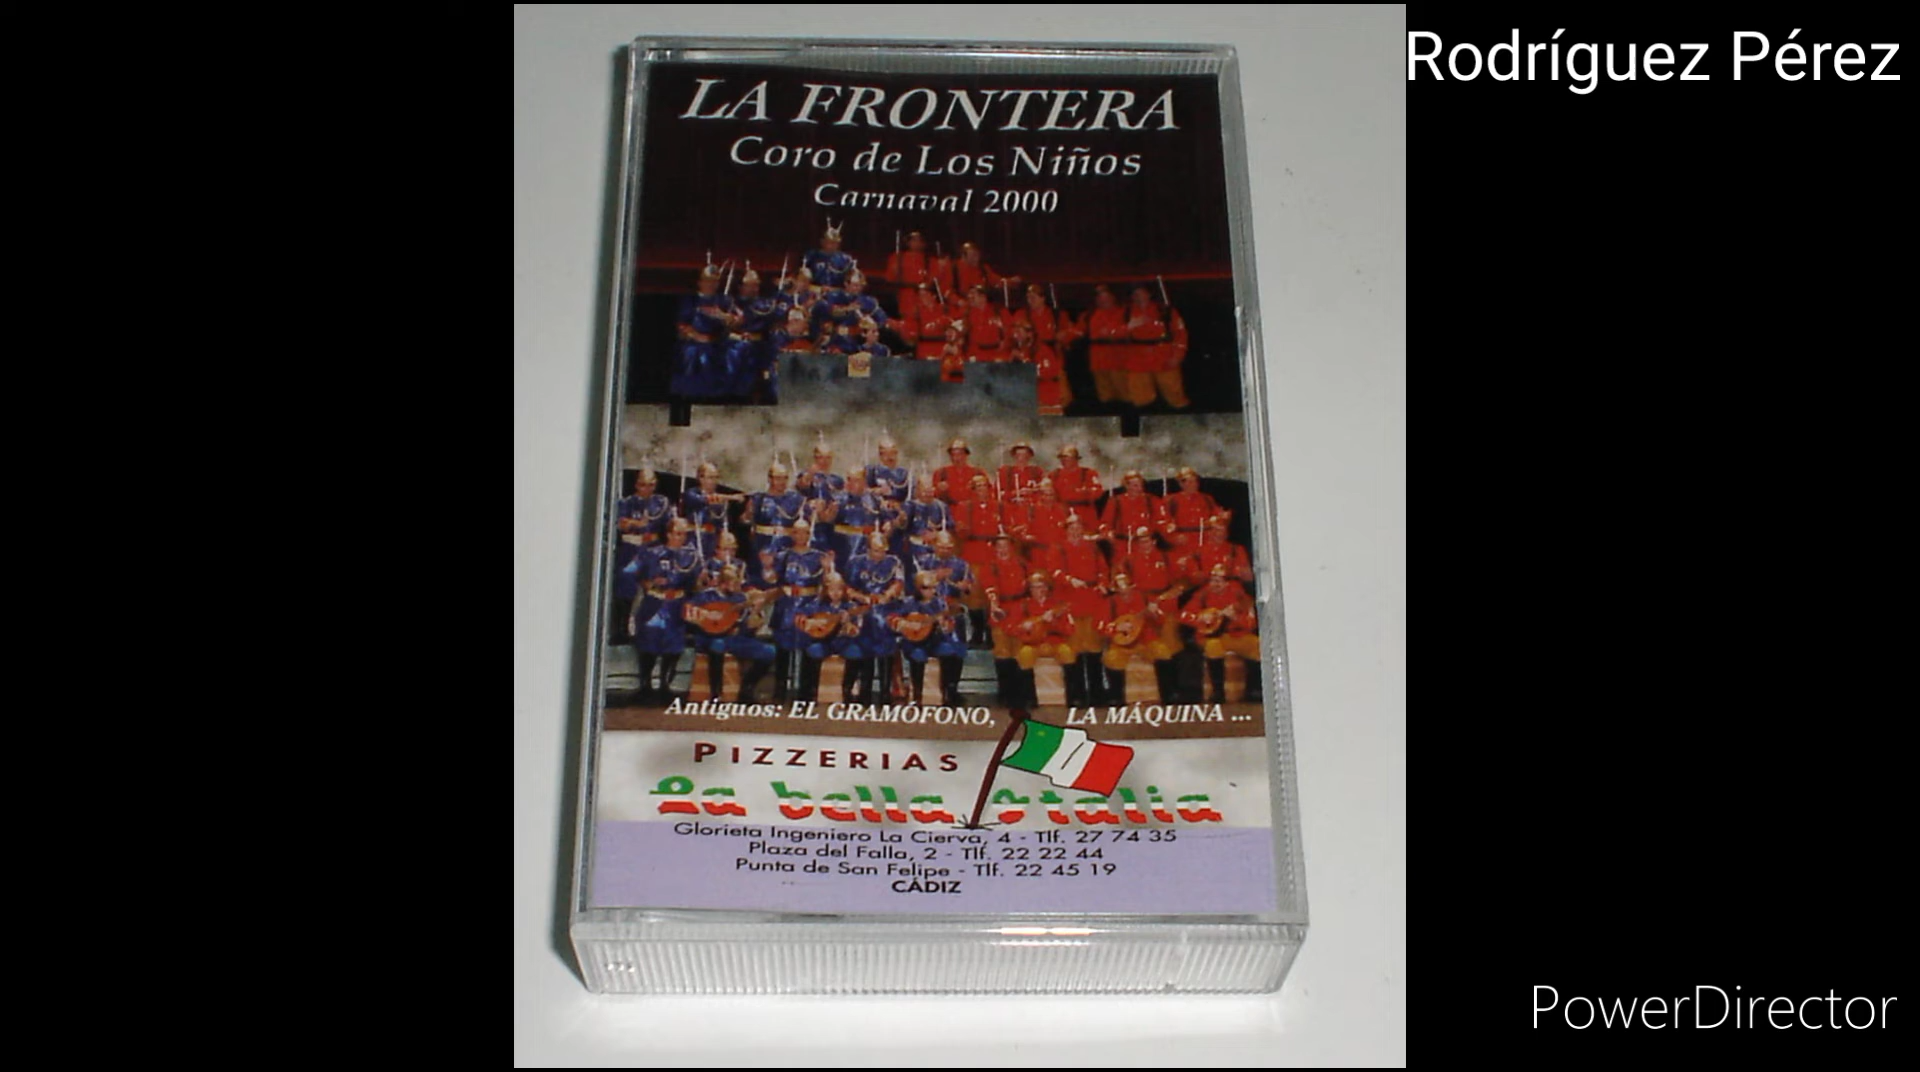 Rodríguez Pérez
LA FRONTERA
Coro de Los Niños
Carnaval 2000
Antiguos: EL GRAMÓFONO, LA MÁQUINA ...
PIZZERIAS
La bella Italia
Glorieta Ingeniero La Cierva, 4 - Tlf. 27 74 35
Plaza del Falla, 2 - Tlf. 22 22 44
Punta de San Felipe - Tlf. 22 45 19
CÁDIZ
PowerDirector